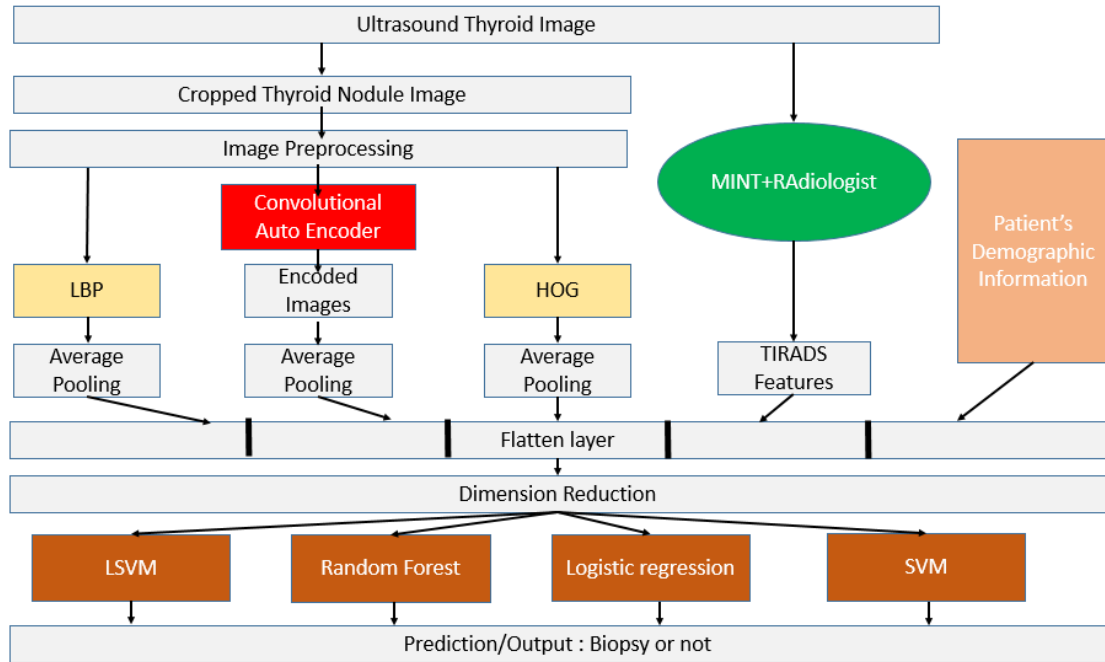 Ultrasound Thyroid Image
Cropped Thyroid Nodule Image
Image Preprocessing
Convolutional
Auto Encoder
MINT+RAdiologist
Patient's
Demographic
Information
LBP
Encoded
Images
HOG
Average
Pooling
Average
Pooling
Average
Pooling
TIRADS
Features
Flatten layer
Dimension Reduction
LSVM
Random Forest
Logistic regression
SVM
Prediction/Output : Biopsy or not